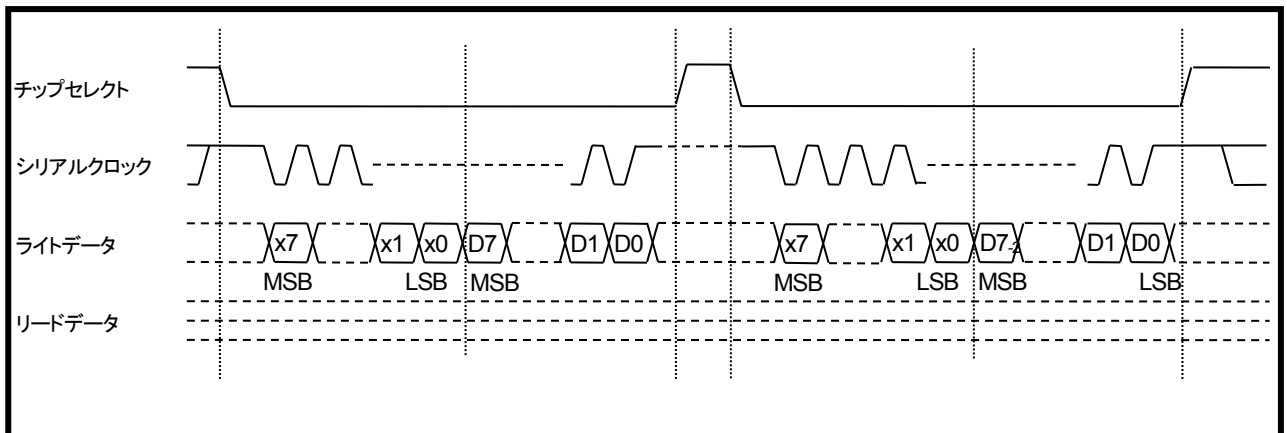 チップセレクト
シリアルクロック
ライトデータ
x7 x1 x0 D7 D1 D0 x7 x1 x0 D7-2 D1 D0
MSB LSB MSB MSB LSB MSB LSB
リードデータ